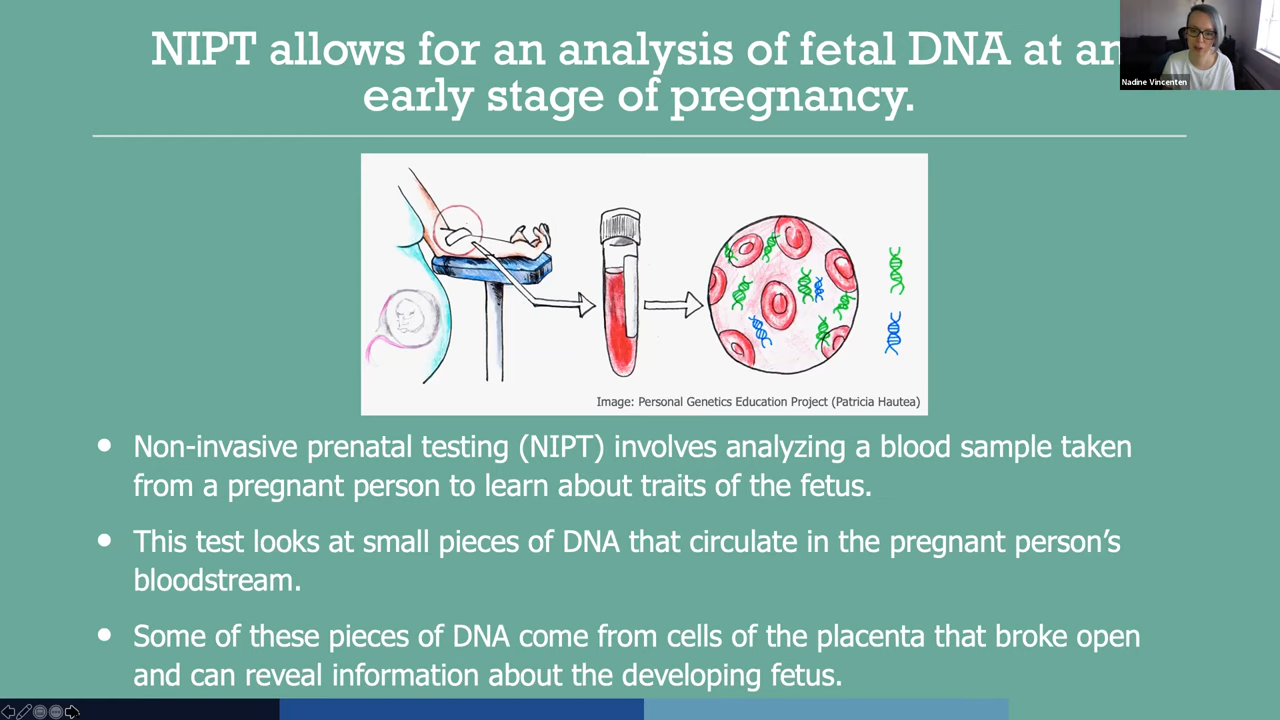 NIPT allows for an analysis of fetal DNA at an
early stage of pregnancy.
Nadine Vincenten
Image: Personal Genetics Education Project (Patricia Hautea)
• Non-invasive prenatal testing (NIPT) involves analyzing a blood sample taken
from a pregnant person to learn about traits of the fetus.
• This test looks at small pieces of DNA that circulate in the pregnant person’s
bloodstream.
• Some of these pieces of DNA come from cells of the placenta that broke open
and can reveal information about the developing fetus.